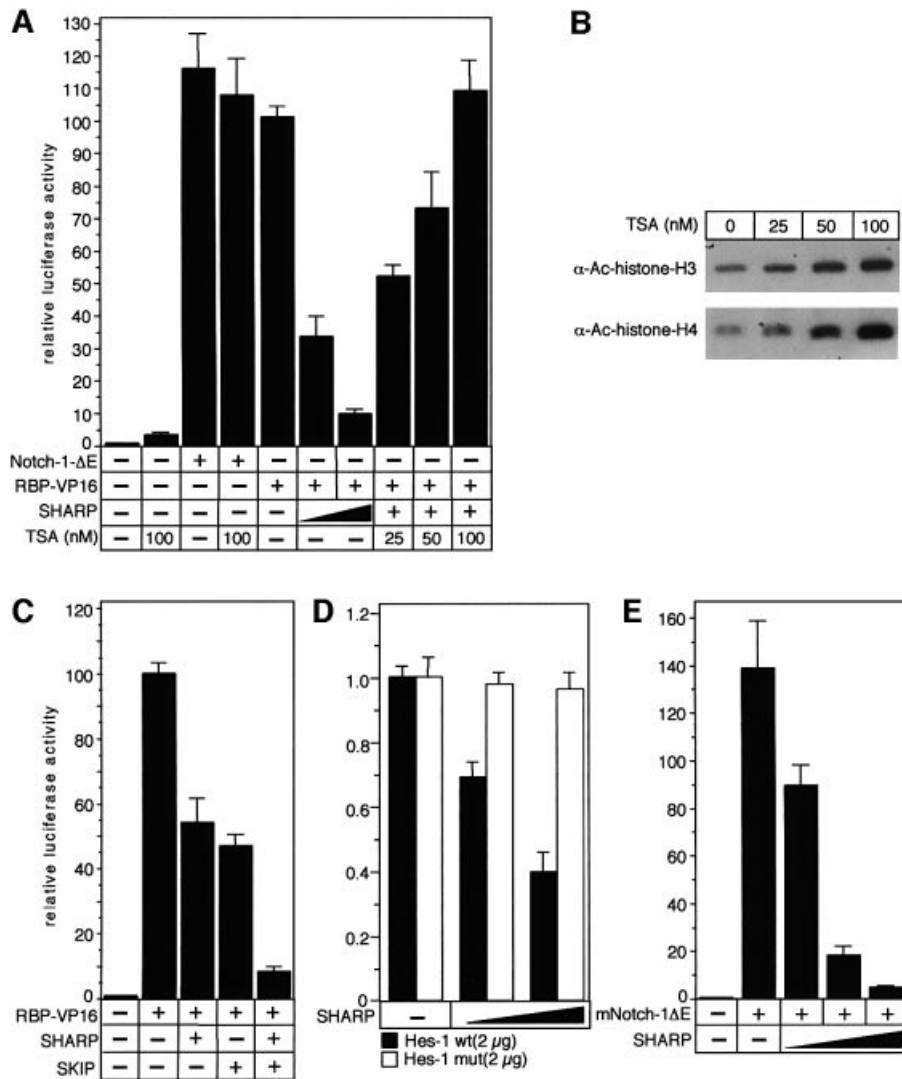 A
relative luciferase activity
130
120
110
100
90
80
70
60
50
40
30
20
10
0
Notch-1-ΔE – – + + – – – – – –
RBP-VP16 – – – – + + + + + +
SHARP – – – – – + + +
TSA (nM) – 100 – 100 – – – 25 50 100
B
TSA (nM) 0 25 50 100
α-Ac-histone-H3
α-Ac-histone-H4
C
relative luciferase activity
120
100
80
60
40
20
0
RBP-VP16 – + + + +
SHARP – – + – +
SKIP – – – + +
D
1.2
1.0
0.8
0.6
0.4
0.2
0
SHARP –
Hes-1 wt(2 µg)
Hes-1 mut(2 µg)
E
160
140
120
100
80
60
40
20
0
mNotch-1ΔE – + + + +
SHARP – –